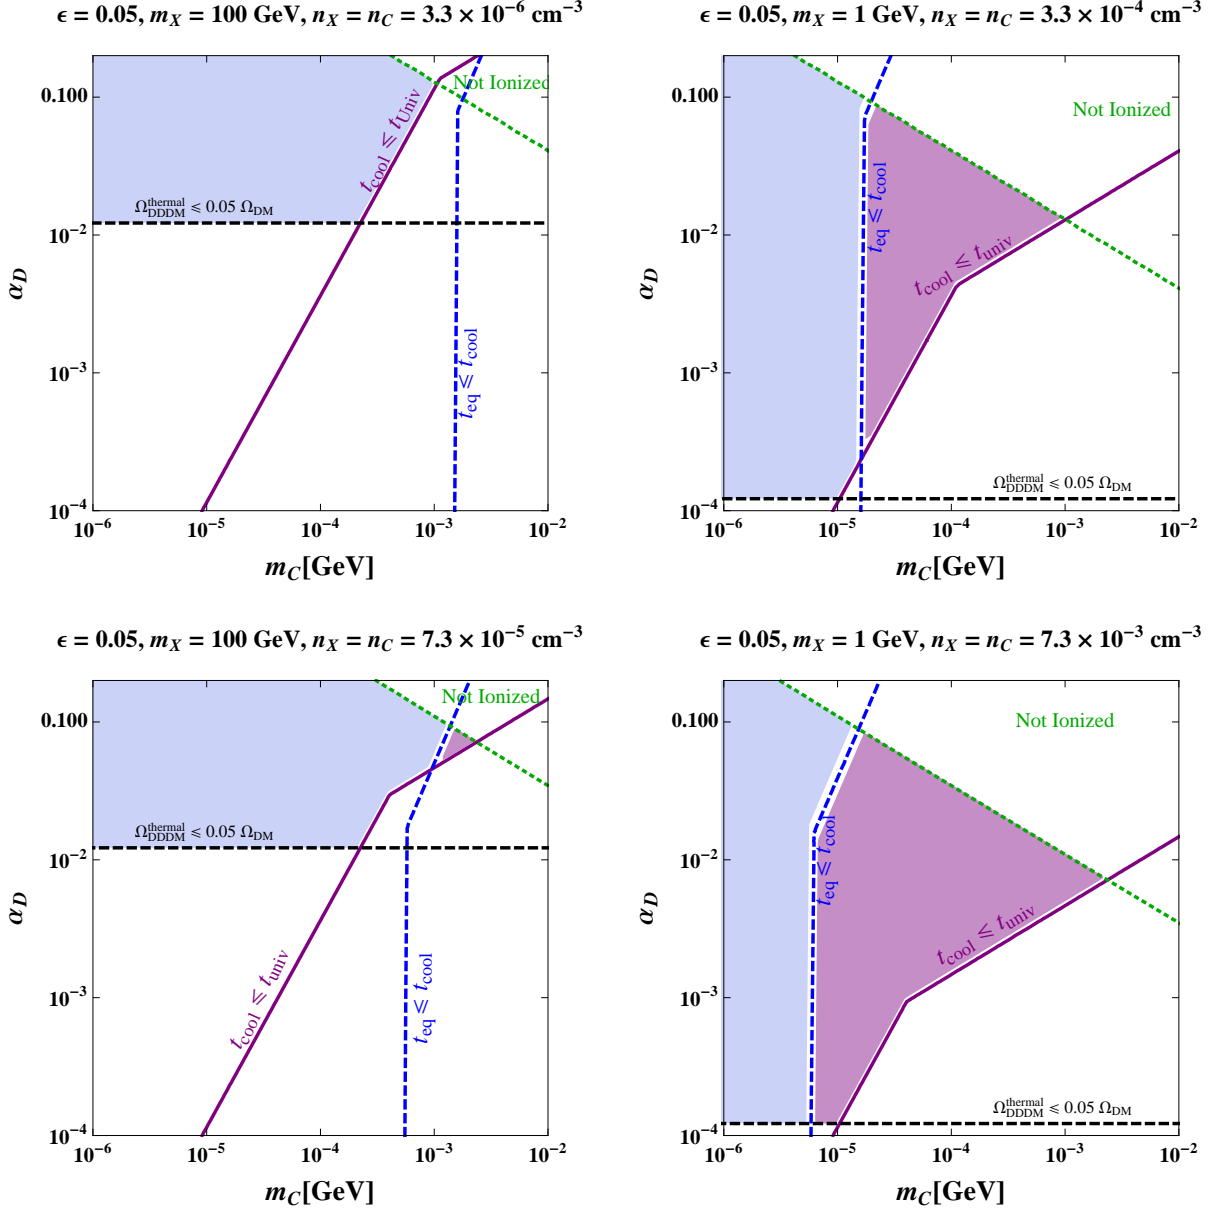 ϵ = 0.05, m_X = 100 GeV, n_X = n_C = 3.3 × 10⁻⁶ cm⁻³
0.100
10⁻²
10⁻³
10⁻⁴
α_D
Not Ionized
t_cool ⩽ t_Univ
Ω_DDDM^thermal ⩽ 0.05 Ω_DM
t_eq ⩽ t_cool
10⁻⁶ 10⁻⁵ 10⁻⁴ 10⁻³ 10⁻²
m_C[GeV]
ϵ = 0.05, m_X = 1 GeV, n_X = n_C = 3.3 × 10⁻⁴ cm⁻³
0.100
10⁻²
10⁻³
10⁻⁴
α_D
Not Ionized
t_eq ⩽ t_cool
t_cool ⩽ t_univ
Ω_DDDM^thermal ⩽ 0.05 Ω_DM
10⁻⁶ 10⁻⁵ 10⁻⁴ 10⁻³ 10⁻²
m_C[GeV]
ϵ = 0.05, m_X = 100 GeV, n_X = n_C = 7.3 × 10⁻⁵ cm⁻³
0.100
10⁻²
10⁻³
10⁻⁴
α_D
Not Ionized
Ω_DDDM^thermal ⩽ 0.05 Ω_DM
t_cool ⩽ t_univ
t_eq ⩽ t_cool
10⁻⁶ 10⁻⁵ 10⁻⁴ 10⁻³ 10⁻²
m_C[GeV]
ϵ = 0.05, m_X = 1 GeV, n_X = n_C = 7.3 × 10⁻³ cm⁻³
0.100
10⁻²
10⁻³
10⁻⁴
α_D
Not Ionized
t_eq ⩽ t_cool
t_cool ⩽ t_univ
Ω_DDDM^thermal ⩽ 0.05 Ω_DM
10⁻⁶ 10⁻⁵ 10⁻⁴ 10⁻³ 10⁻²
m_C[GeV]